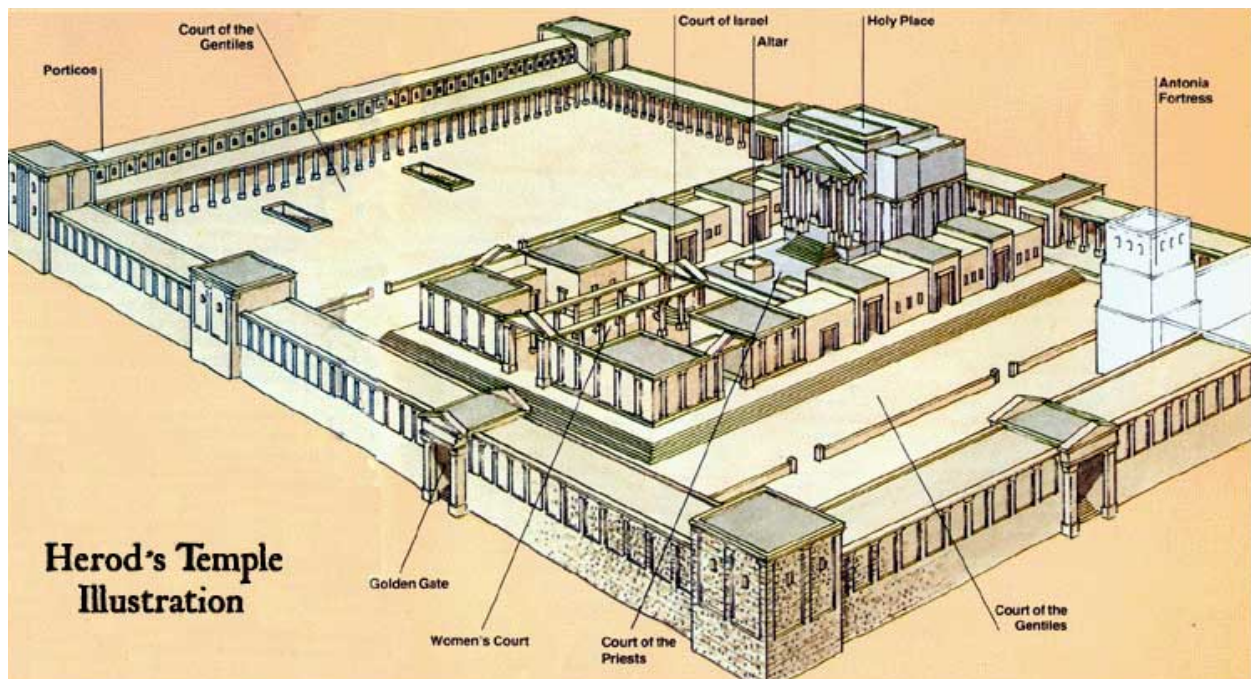 Court of the
Gentiles
Porticos
Court of Israel
Altar
Holy Place
Antonia
Fortress
Herod's Temple
Illustration
Golden Gate
Women's Court
Court of the
Priests
Court of the
Gentiles